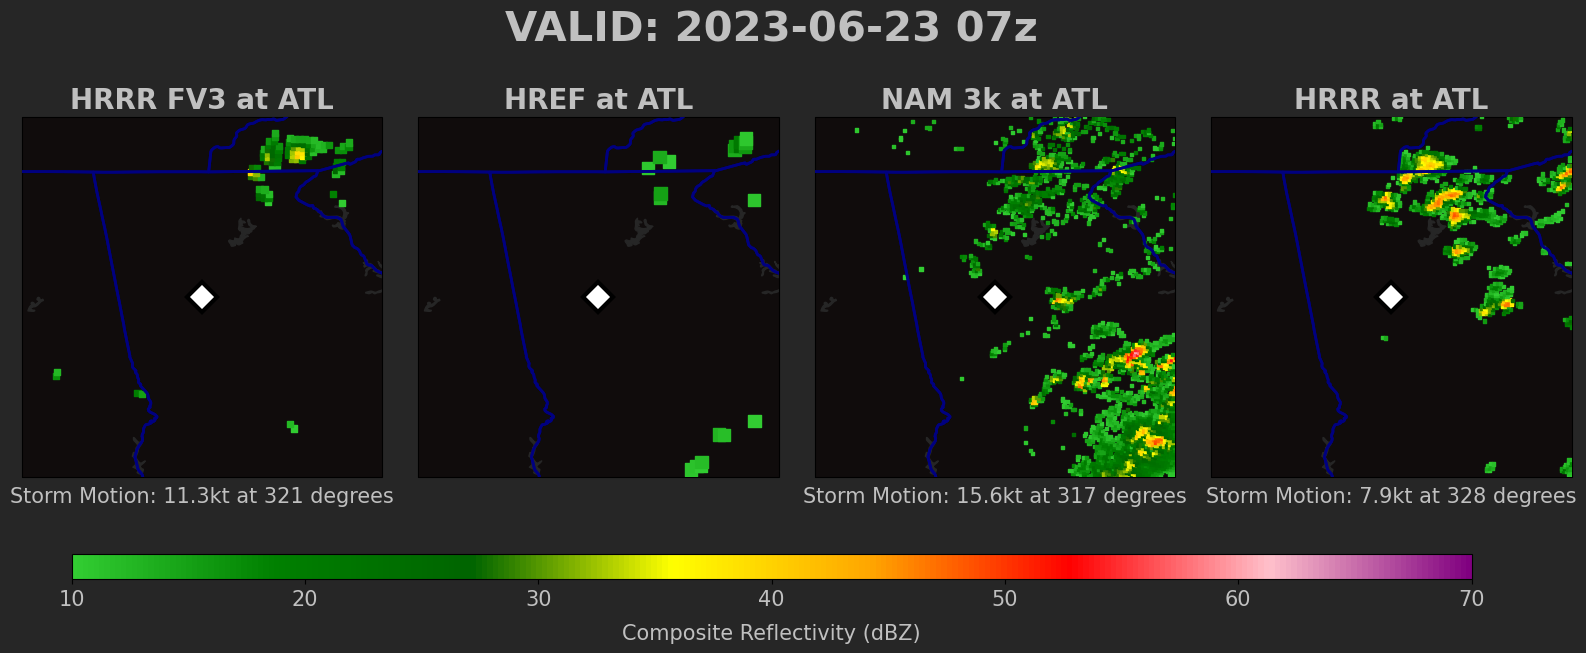 VALID: 2023-06-23 07z
HRRR FV3 at ATL
HREF at ATL
NAM 3k at ATL
HRRR at ATL
Storm Motion: 11.3kt at 321 degrees
Storm Motion: 15.6kt at 317 degrees
Storm Motion: 7.9kt at 328 degrees
10 20 30 40 50 60 70
Composite Reflectivity (dBZ)